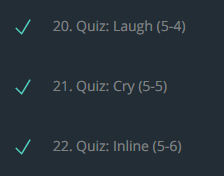 20. Quiz: Laugh (5-4)
21. Quiz: Cry (5-5)
22. Quiz: Inline (5-6)